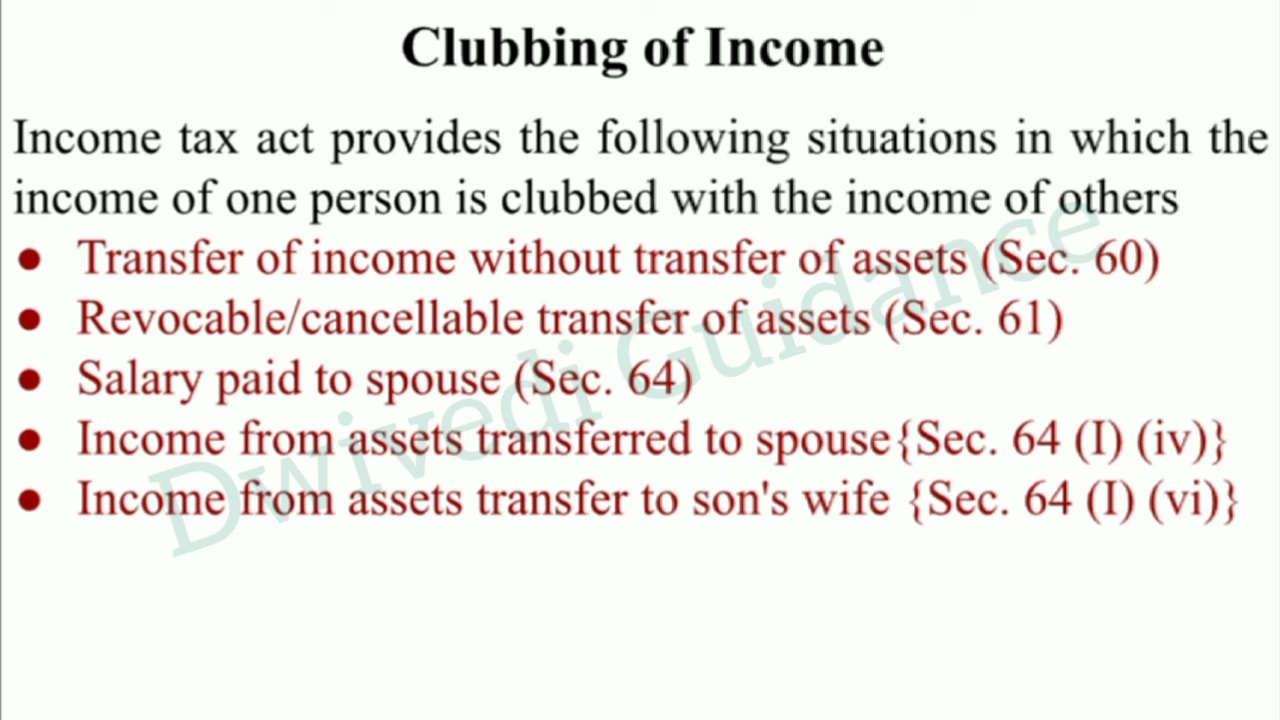 Clubbing of Income
Income tax act provides the following situations in which the
income of one person is clubbed with the income of others
● Transfer of income without transfer of assets (Sec. 60)
● Revocable/cancellable transfer of assets (Sec. 61)
● Salary paid to spouse (Sec. 64)
● Income from assets transferred to spouse{Sec. 64 (I) (iv)}
● Income from assets transfer to son's wife {Sec. 64 (I) (vi)}
Dwivedi Guidance